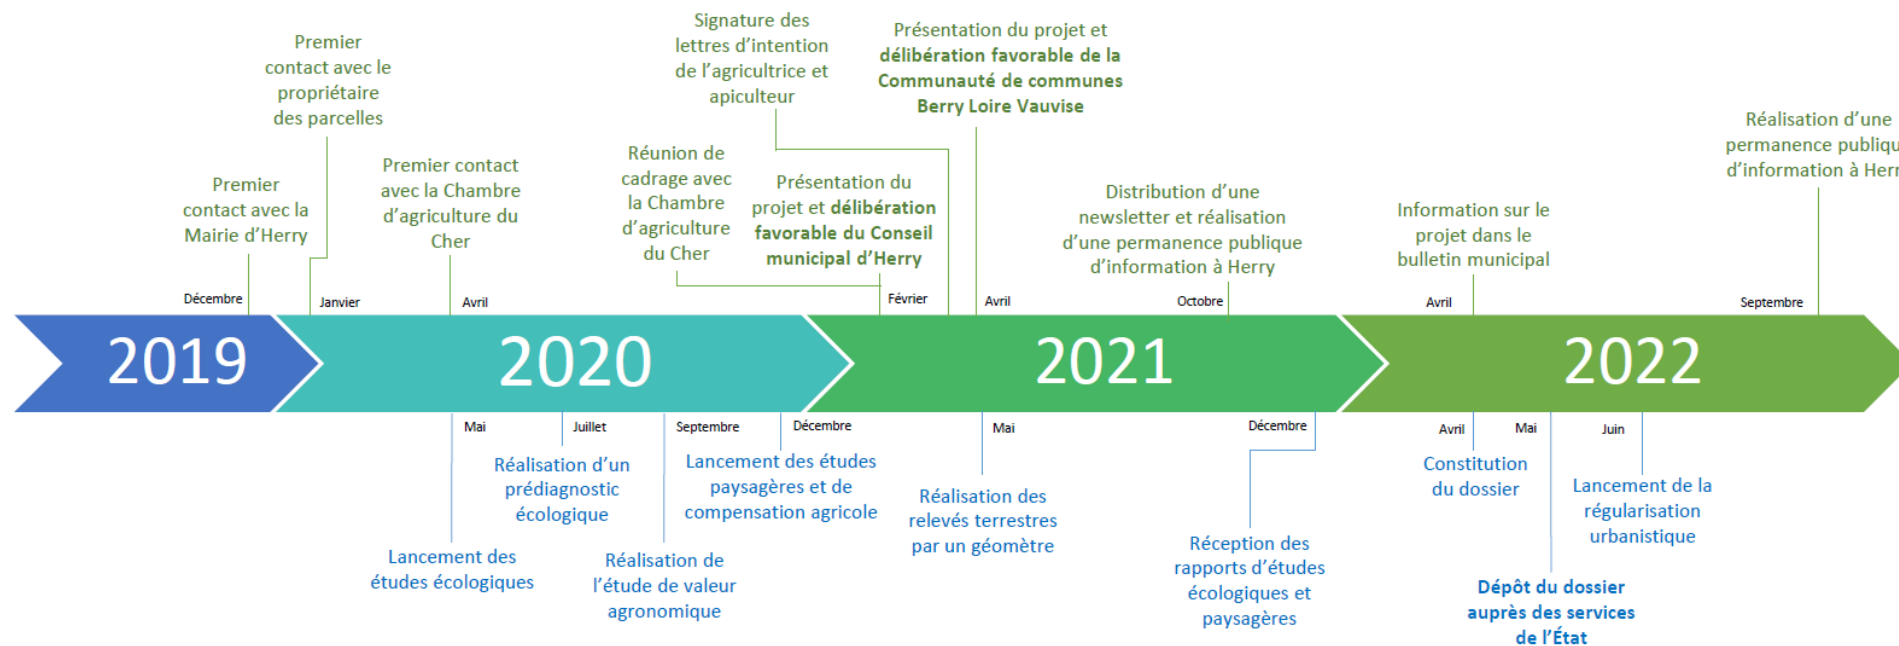 Premier
contact avec la
Mairie d'Herry
Décembre
Premier
contact avec le
propriétaire
des parcelles
Janvier
Premier contact
avec la Chambre
d'agriculture du
Cher
Avril
Réunion de
cadrage avec
la Chambre
d'agriculture
du Cher
Présentation du
projet et délibération
favorable du Conseil
municipal d'Herry
Février
Signature des
lettres d'intention
de l'agricultrice et
apiculteur
Présentation du projet et
délibération favorable de la
Communauté de communes
Berry Loire Vauvise
Avril
Distribution d'une
newsletter et réalisation
d'une permanence publique
d'information à Herry
Octobre
Information sur le
projet dans le
bulletin municipal
Avril
Réalisation d'une
permanence publiqu
d'information à Herr
Septembre
2019
2020
2021
2022
Mai
Lancement des
études écologiques
Juillet
Réalisation d'un
prédiagnostic
écologique
Septembre
Réalisation de
l'étude de valeur
agronomique
Décembre
Lancement des études
paysagères et de
compensation agricole
Mai
Réalisation des
relevés terrestres
par un géomètre
Décembre
Réception des
rapports d'études
écologiques et
paysagères
Avril
Constitution
du dossier
Mai
Dépôt du dossier
auprès des services
de l'État
Juin
Lancement de la
régularisation
urbanistique